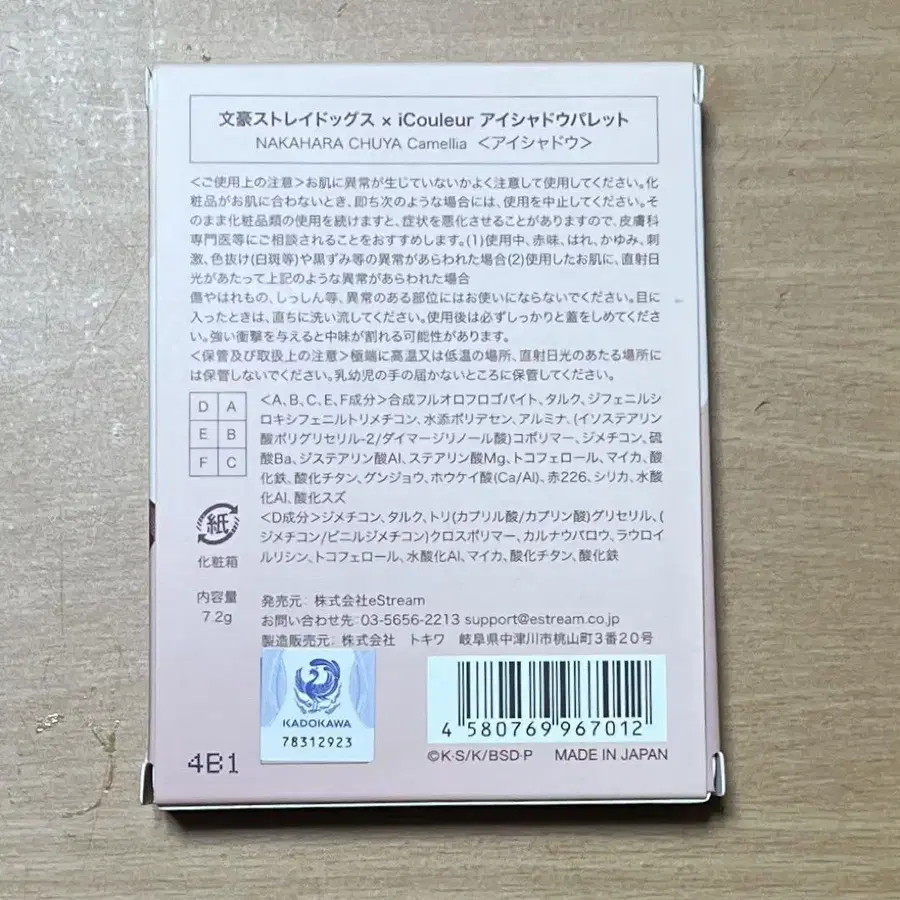 文豪ストレイドッグス × iCouleur アイシャドウパレット
NAKAHARA CHUYA Camellia ＜アイシャドウ＞
＜ご使用上の注意＞お肌に異常が生じていないかよく注意して使用してください。化
粧品がお肌に合わないとき、即ち次のような場合には、使用を中止してください。そ
のまま化粧品類の使用を続けますと、症状を悪化させることがありますので、皮膚科
専門医等にご相談されることをおすすめします。(1)使用中、赤味、はれ、かゆみ、刺
激、色抜け(白斑等)や黒ずみ等の異常があらわれた場合(2)使用したお肌に、直射日
光があたって上記のような異常があらわれた場合
傷やはれもの、しっしん等、異常のある部位にはお使いにならないでください。目に
入ったときは、直ちに洗い流してください。使用後は必ずしっかりと蓋をしめてくださ
い。強い衝撃を与えると中味が割れる可能性があります。
＜保管及び取扱上の注意＞極端に高温又は低温の場所、直射日光のあたる場所に
は保管しないでください。乳幼児の手の届かないところに保管してください。
D A
E B
F C
＜A、B、C、E、F成分＞合成フルオロフロゴパイト、タルク、ジフェニルシ
ロキシフェニルトリメチコン、水添ポリデセン、アルミナ、(イソステアリン
酸ポリグリセリル-2/ダイマージリノール酸)コポリマー、ジメチコン、硫
酸Ba、ジステアリン酸Al、ステアリン酸Mg、トコフェロール、マイカ、酸
化鉄、酸化チタン、グンジョウ、ホウケイ酸(Ca/Al)、赤226、シリカ、水酸
化Al、酸化スズ
＜D成分＞ジメチコン、タルク、トリ(カプリル酸/カプリン酸)グリセリル、(
ジメチコン/ビニルジメチコン)クロスポリマー、カルナウバロウ、ラウロイ
ルリシン、トコフェロール、水酸化Al、マイカ、酸化チタン、酸化鉄
紙
化粧箱
内容量
7.2g
発売元：株式会社eStream
お問い合わせ先：03-5656-2213 support@estream.co.jp
製造販売元：株式会社 トキワ 岐阜県中津川市桃山町3番20号
KADOKAWA
78312923
4 580769 967012
4B1
©K·S/K/BSD·P MADE IN JAPAN